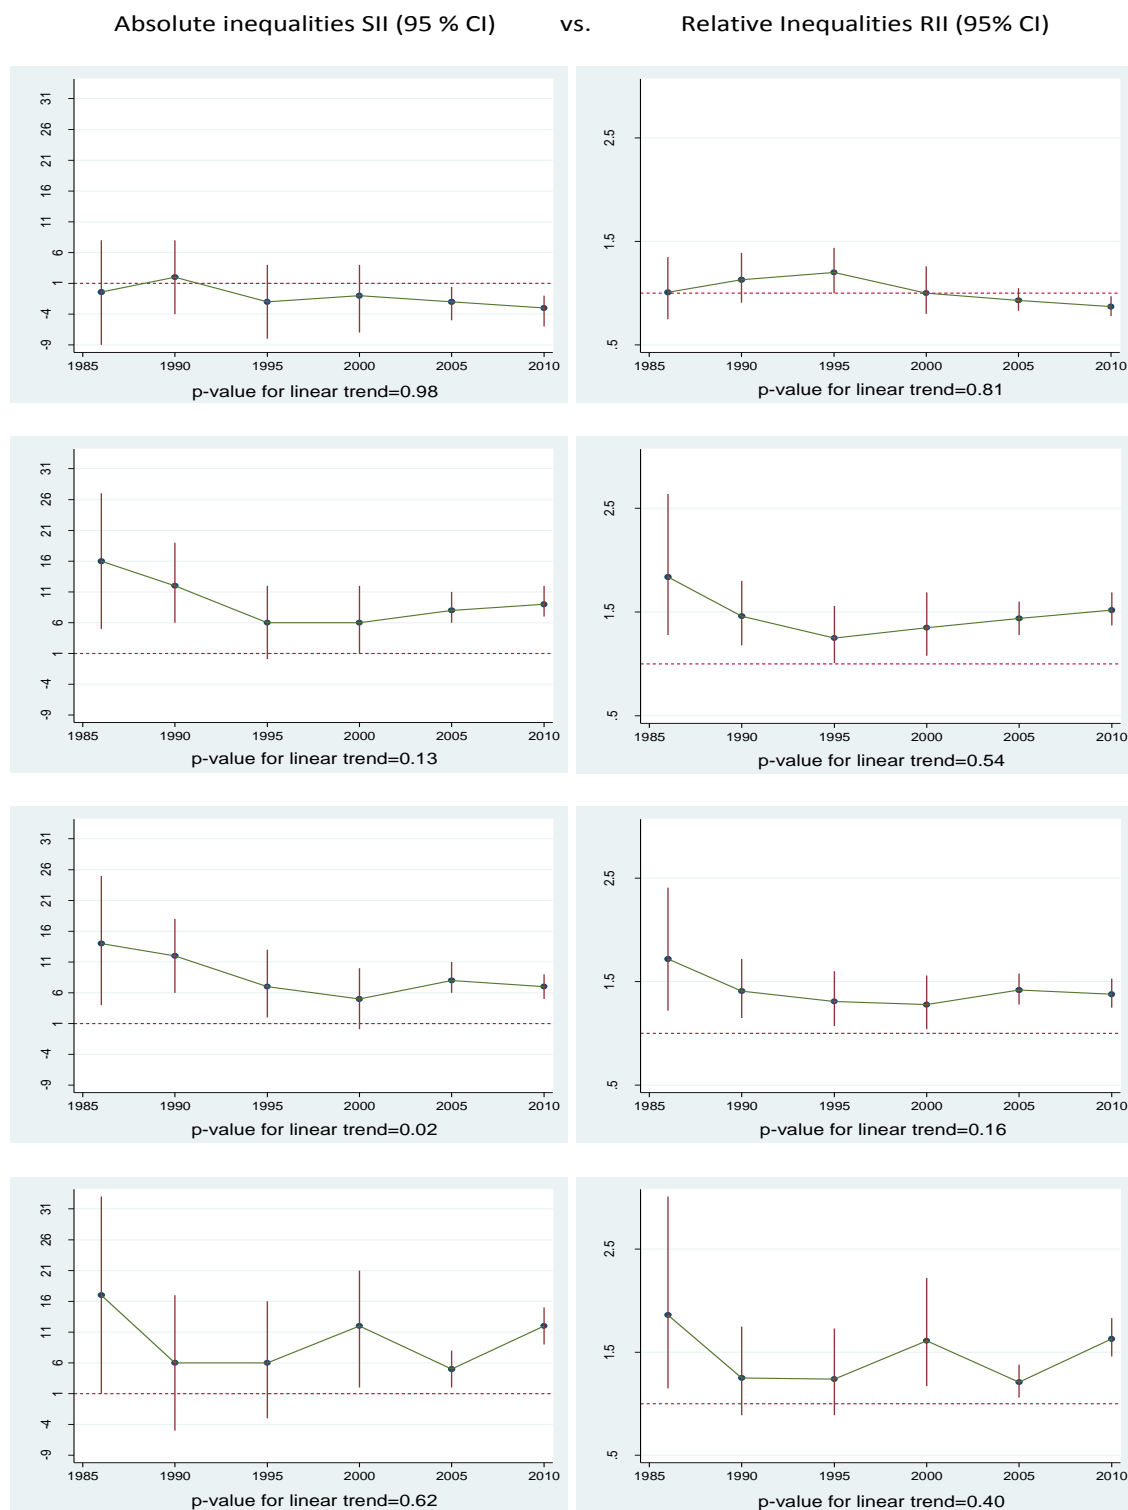 Absolute inequalities SII (95 % CI) vs. Relative Inequalities RII (95% CI)
31
26
21
16
11
6
1
-4
-9
1985 1990 1995 2000 2005 2010
p-value for linear trend=0.98
2.5
1.5
.5
1985 1990 1995 2000 2005 2010
p-value for linear trend=0.81
31
26
21
16
11
6
1
-4
-9
1985 1990 1995 2000 2005 2010
p-value for linear trend=0.13
2.5
1.5
.5
1985 1990 1995 2000 2005 2010
p-value for linear trend=0.54
31
26
21
16
11
6
1
-4
-9
1985 1990 1995 2000 2005 2010
p-value for linear trend=0.02
2.5
1.5
.5
1985 1990 1995 2000 2005 2010
p-value for linear trend=0.16
31
26
21
16
11
6
1
-4
-9
1985 1990 1995 2000 2005 2010
p-value for linear trend=0.62
2.5
1.5
.5
1985 1990 1995 2000 2005 2010
p-value for linear trend=0.40